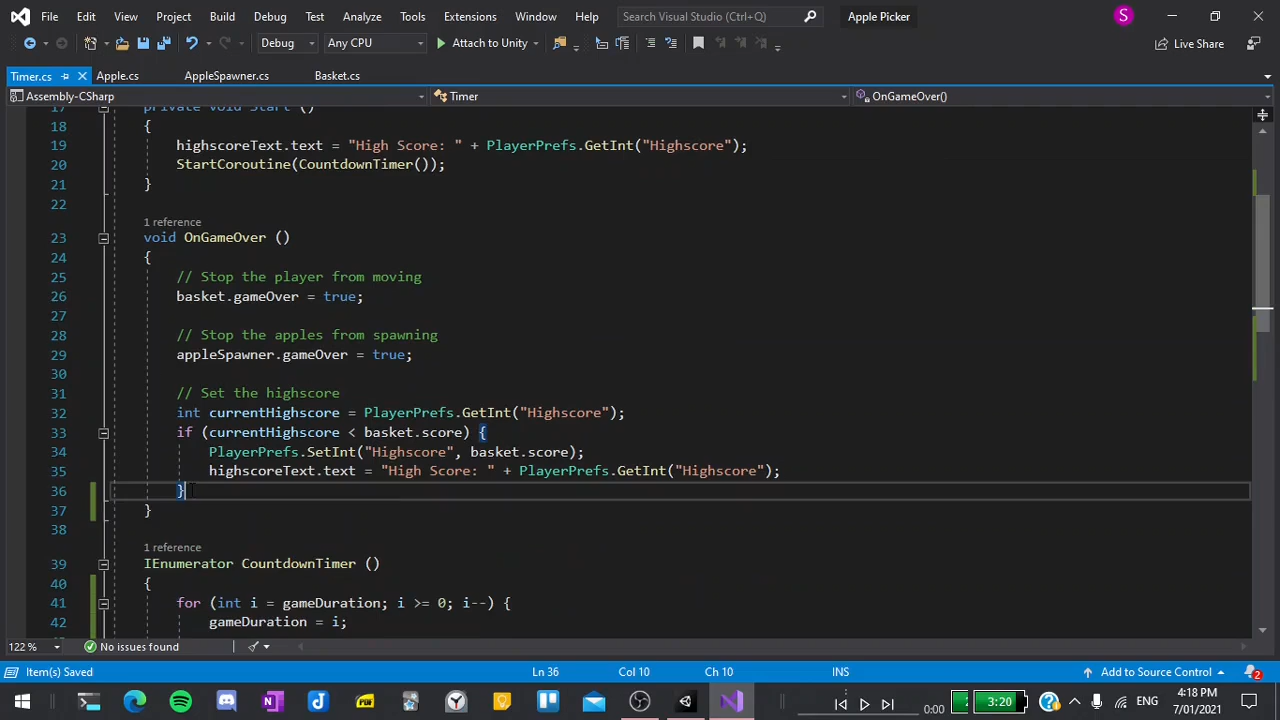 File Edit View Project Build Debug Test Analyze Tools Extensions Window Help Search Visual Studio (Ctrl+Q) Apple Picker S
Debug Any CPU Attach to Unity Live Share
Timer.cs Apple.cs AppleSpawner.cs Basket.cs
Assembly-CSharp Timer OnGameOver()
17 private void Start ()
18 {
19 highscoreText.text = "High Score: " + PlayerPrefs.GetInt("Highscore");
20 StartCoroutine(CountdownTimer());
21 }
22
1 reference
23 void OnGameOver ()
24 {
25 // Stop the player from moving
26 basket.gameOver = true;
27
28 // Stop the apples from spawning
29 appleSpawner.gameOver = true;
30
31 // Set the highscore
32 int currentHighscore = PlayerPrefs.GetInt("Highscore");
33 if (currentHighscore < basket.score) {
34 PlayerPrefs.SetInt("Highscore", basket.score);
35 highscoreText.text = "High Score: " + PlayerPrefs.GetInt("Highscore");
36 }
37 }
38
1 reference
39 IEnumerator CountdownTimer ()
40 {
41 for (int i = gameDuration; i >= 0; i--) {
42 gameDuration = i;
122 % No issues found
Item(s) Saved Ln 36 Col 10 Ch 10 INS Add to Source Control 2
0:00 3:20 ENG 4:18 PM
7/01/2021